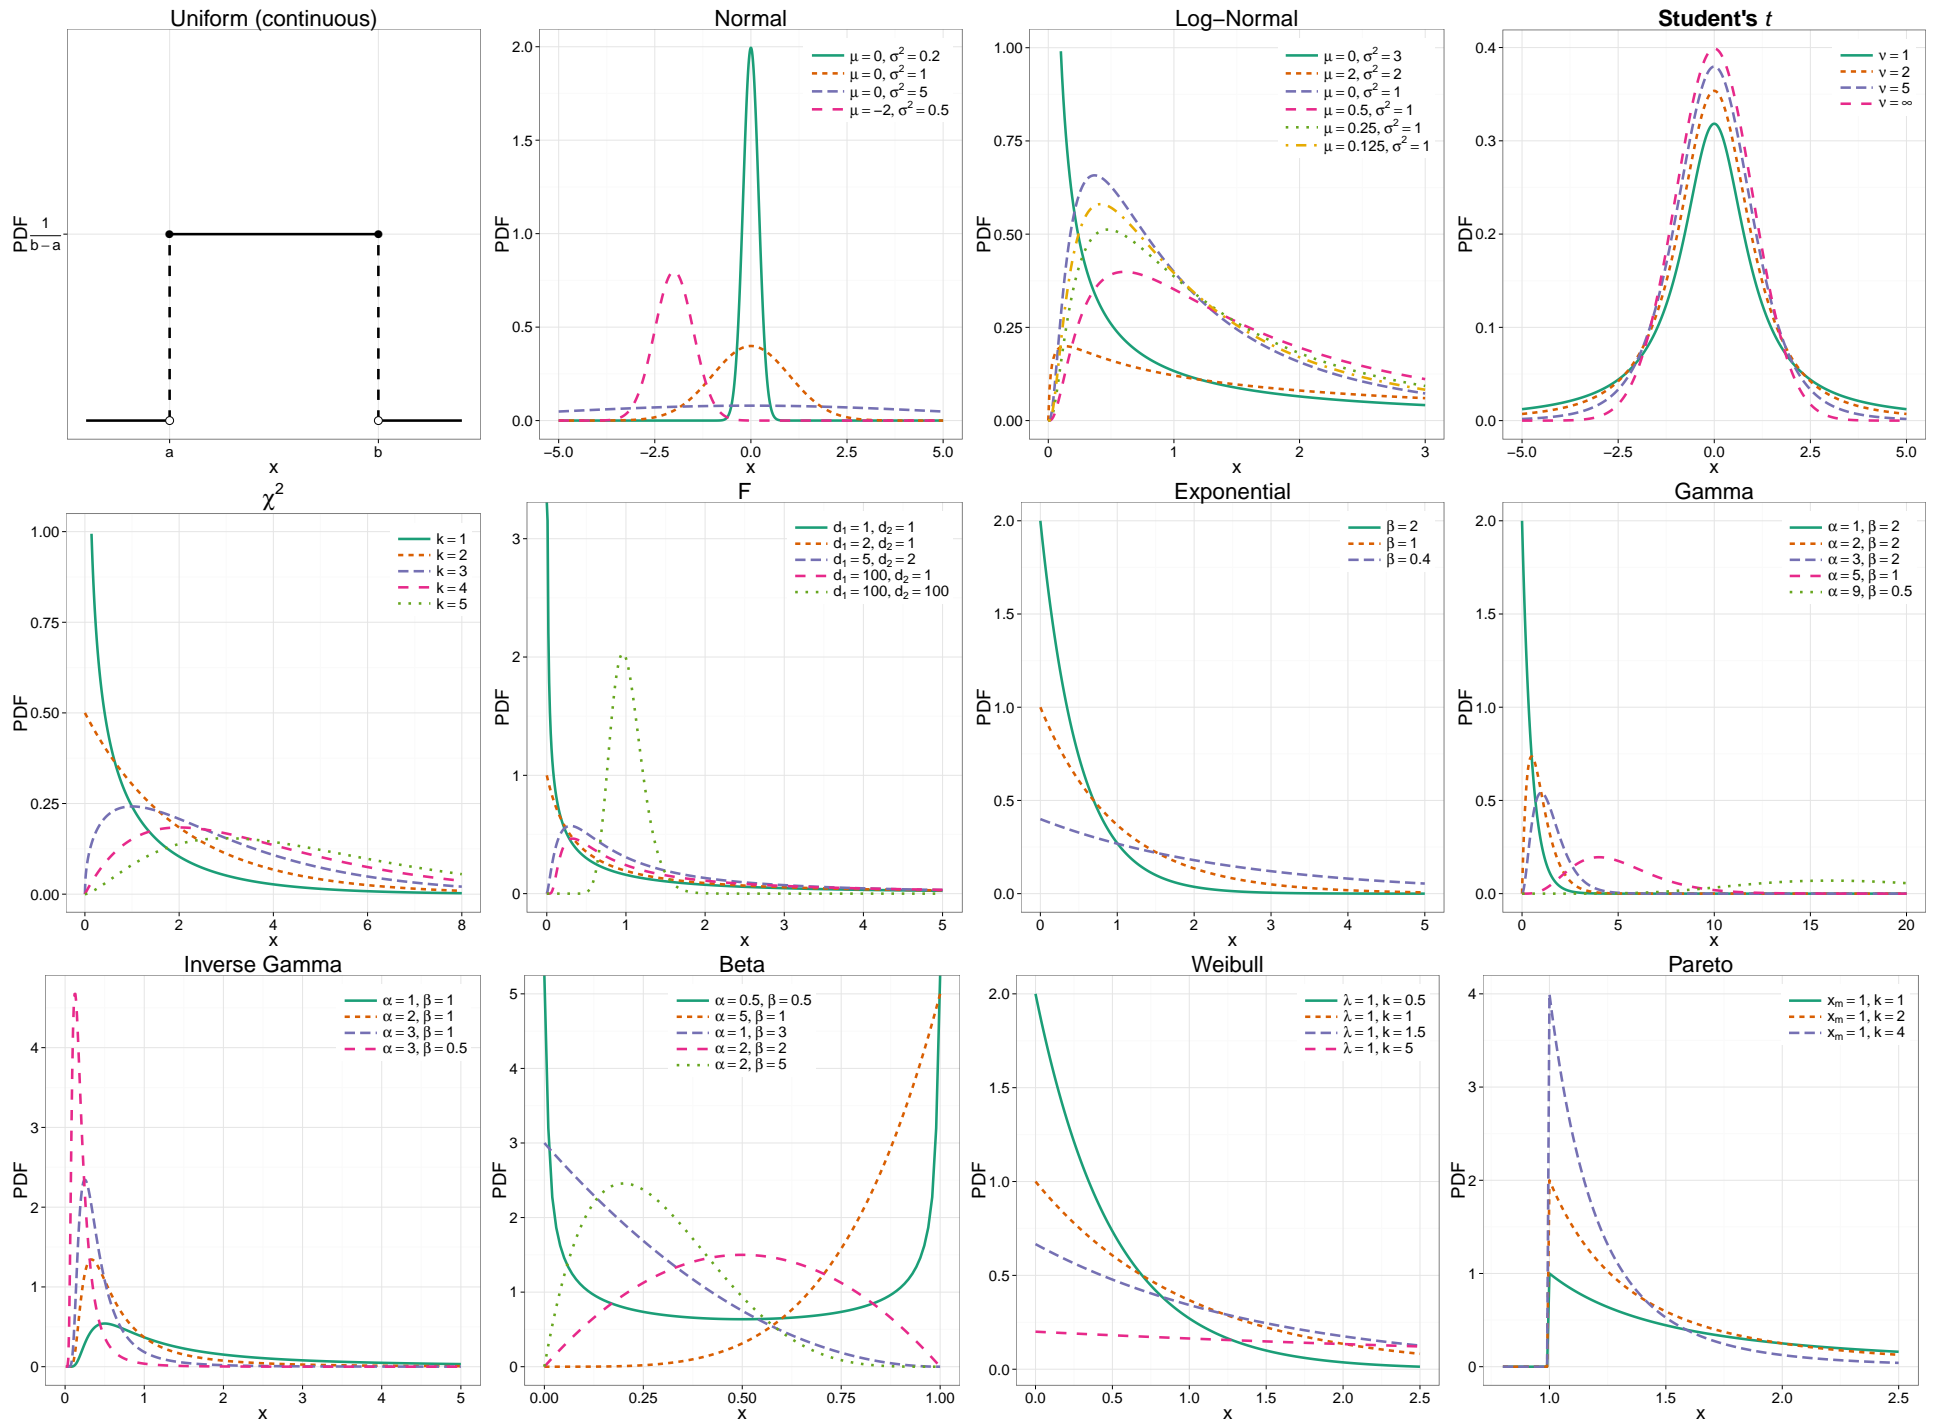 Uniform (continuous)
PDF
1
b − a
a
b
x
Normal
PDF
2.0
1.5
1.0
0.5
0.0
μ = 0, σ² = 0.2
μ = 0, σ² = 1
μ = 0, σ² = 5
μ = −2, σ² = 0.5
−5.0 −2.5 0.0 2.5 5.0
x
Log−Normal
PDF
1.00
0.75
0.50
0.25
0.00
μ = 0, σ² = 3
μ = 2, σ² = 2
μ = 0, σ² = 1
μ = 0.5, σ² = 1
μ = 0.25, σ² = 1
μ = 0.125, σ² = 1
0 1 2 3
x
Student's t
PDF
0.4
0.3
0.2
0.1
0.0
ν = 1
ν = 2
ν = 5
ν = ∞
−5.0 −2.5 0.0 2.5 5.0
x
χ²
PDF
1.00
0.75
0.50
0.25
0.00
k = 1
k = 2
k = 3
k = 4
k = 5
0 2 4 6 8
x
F
PDF
3
2
1
0
d₁ = 1, d₂ = 1
d₁ = 2, d₂ = 1
d₁ = 5, d₂ = 2
d₁ = 100, d₂ = 1
d₁ = 100, d₂ = 100
0 1 2 3 4 5
x
Exponential
PDF
2.0
1.5
1.0
0.5
0.0
β = 2
β = 1
β = 0.4
0 1 2 3 4 5
x
Gamma
PDF
2.0
1.5
1.0
0.5
0.0
α = 1, β = 2
α = 2, β = 2
α = 3, β = 2
α = 5, β = 1
α = 9, β = 0.5
0 5 10 15 20
x
Inverse Gamma
PDF
4
3
2
1
0
α = 1, β = 1
α = 2, β = 1
α = 3, β = 1
α = 3, β = 0.5
0 1 2 3 4 5
x
Beta
PDF
5
4
3
2
1
0
α = 0.5, β = 0.5
α = 5, β = 1
α = 1, β = 3
α = 2, β = 2
α = 2, β = 5
0.00 0.25 0.50 0.75 1.00
x
Weibull
PDF
2.0
1.5
1.0
0.5
0.0
λ = 1, k = 0.5
λ = 1, k = 1
λ = 1, k = 1.5
λ = 1, k = 5
0.0 0.5 1.0 1.5 2.0 2.5
x
Pareto
PDF
4
3
2
1
0
xₘ = 1, k = 1
xₘ = 1, k = 2
xₘ = 1, k = 4
1.0 1.5 2.0 2.5
x